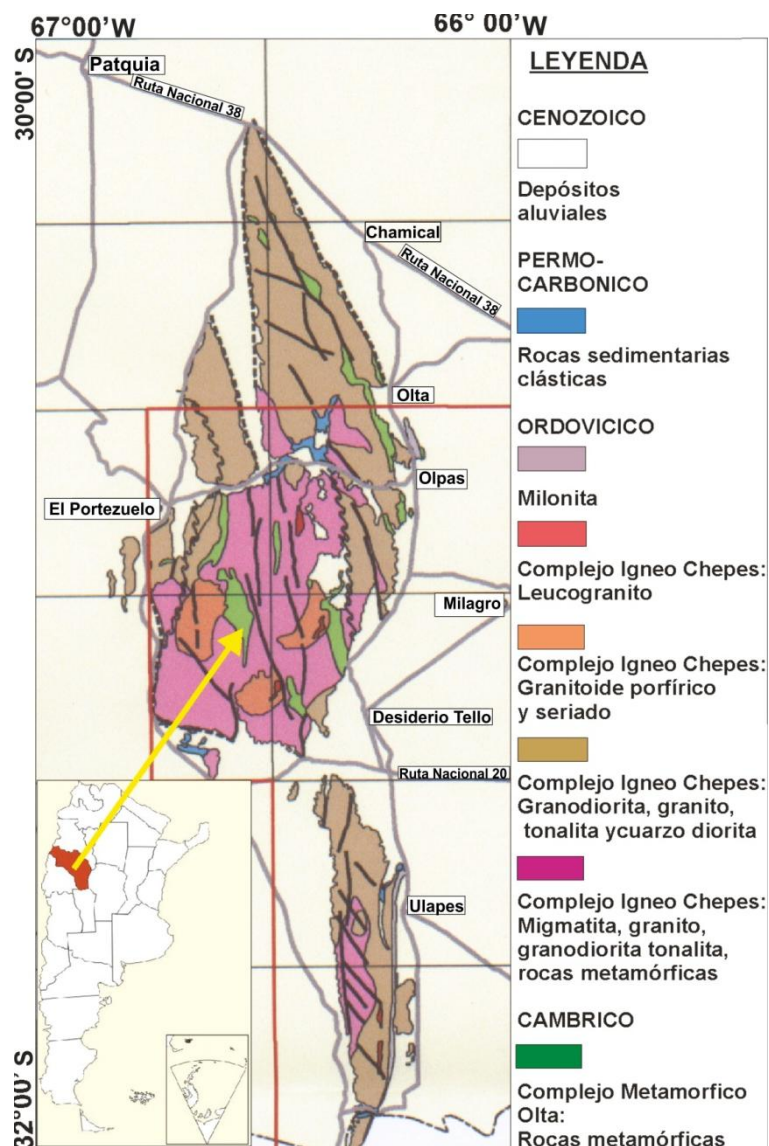 67°00'W
66° 00'W
30°00' S
32°00' S
Patquia
Ruta Nacional 38
Chamical
Ruta Nacional 38
Olta
Olpas
El Portezuelo
Milagro
Desiderio Tello
Ruta Nacional 20
Ulapes
LEYENDA
CENOZOICO
Depósitos
aluviales
PERMO-
CARBONICO
Rocas sedimentarias
clásticas
ORDOVICICO
Milonita
Complejo Igneo Chepes:
Leucogranito
Complejo Igneo Chepes:
Granitoide porfírico
y seriado
Complejo Igneo Chepes:
Granodiorita, granito,
tonalita ycuarzo diorita
Complejo Igneo Chepes:
Migmatita, granito,
granodiorita tonalita,
rocas metamórficas
CAMBRICO
Complejo Metamorfico
Olta:
Rocas metamórficas